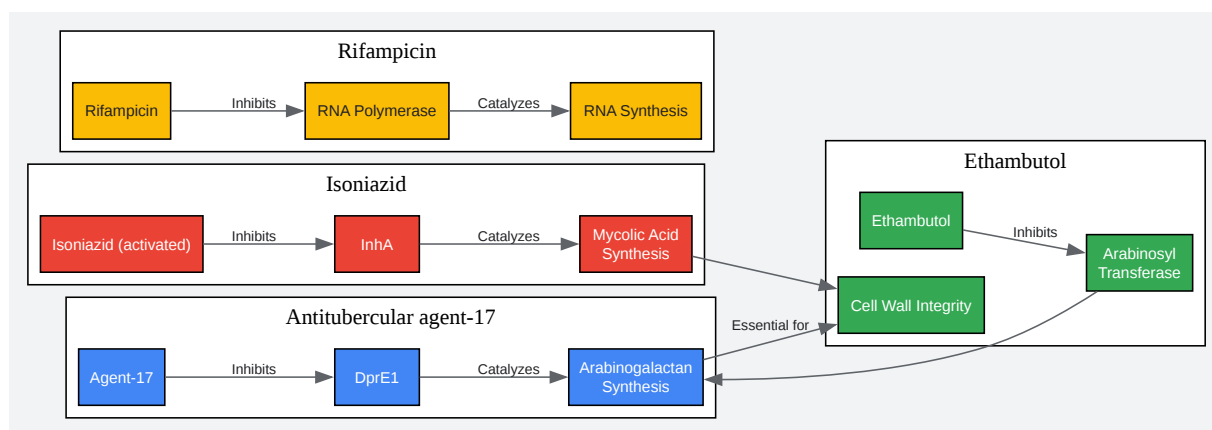 Rifampicin
Rifampicin
Inhibits
RNA Polymerase
Catalyzes
RNA Synthesis
Isoniazid
Isoniazid (activated)
Inhibits
InhA
Catalyzes
Mycolic Acid
Synthesis
Antitubercular agent-17
Agent-17
Inhibits
DprE1
Catalyzes
Arabinogalactan
Synthesis
Essential for
Ethambutol
Ethambutol
Inhibits
Arabinosyl
Transferase
Cell Wall Integrity